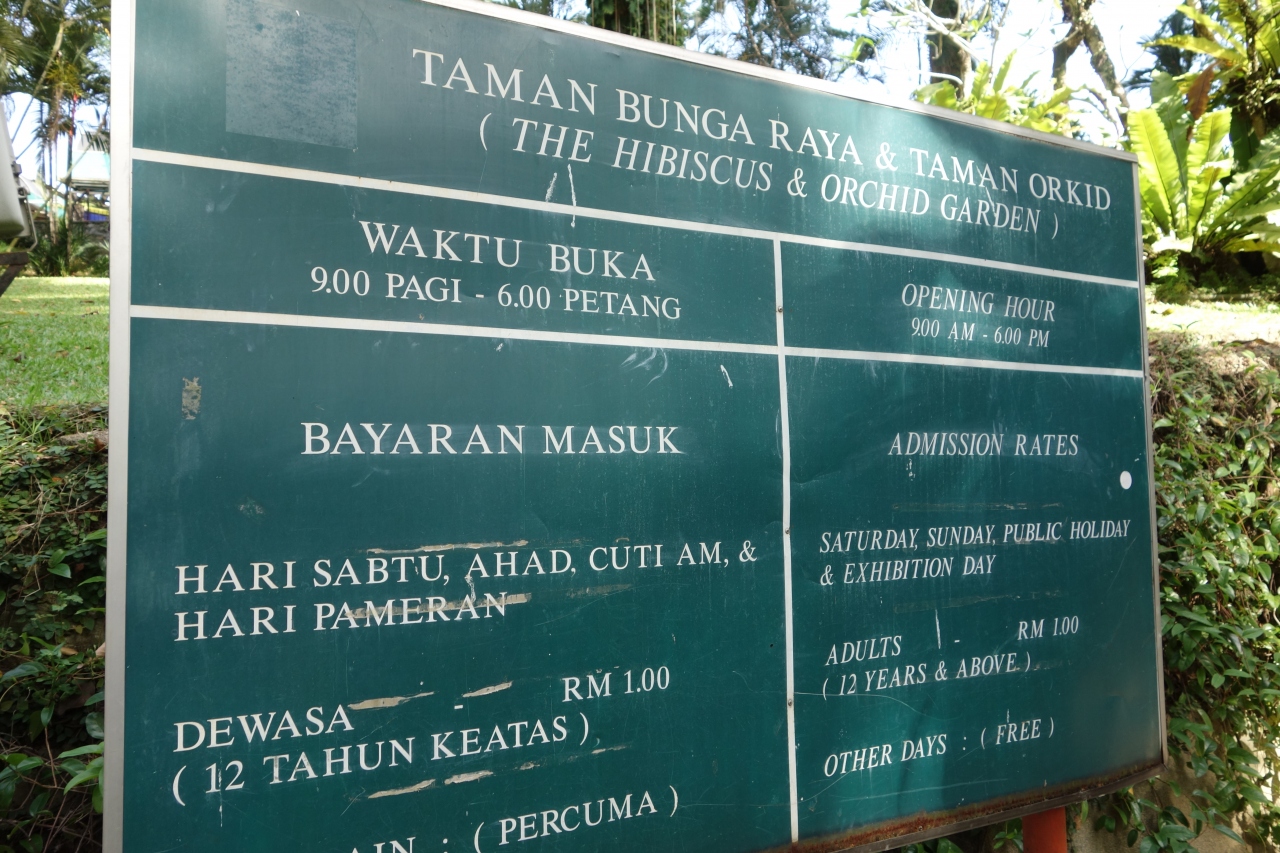 TAMAN BUNGA RAYA & TAMAN ORKID
( THE HIBISCUS & ORCHID GARDEN )
WAKTU BUKA
9.00 PAGI - 6.00 PETANG
OPENING HOUR
9.00 AM - 6.00 PM
BAYARAN MASUK
HARI SABTU, AHAD, CUTI AM, &
HARI PAMERAN
DEWASA - RM 1.00
( 12 TAHUN KEATAS )
: ( PERCUMA )
ADMISSION RATES
SATURDAY, SUNDAY, PUBLIC HOLIDAY
& EXHIBITION DAY
ADULTS - RM 1.00
( 12 YEARS & ABOVE )
OTHER DAYS : ( FREE )